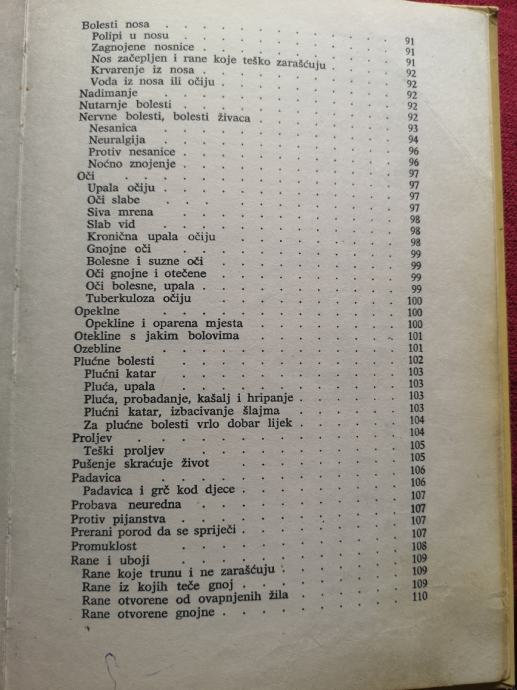 Bolesti nosa . . . . . . . . . . 91
Polipi u nosu . . . . . . . . . . 91
Zagnojene nosnice . . . . . . . . . . 91
Nos začepljen i rane koje teško zarašćuju . . . . 92
Krvarenje iz nosa . . . . . . . . . . 92
Voda iz nosa ili očiju . . . . . . . . . 92
Nadimanje . . . . . . . . . . 92
Nutarnje bolesti . . . . . . . . . . 92
Nervne bolesti, bolesti živaca . . . . . . . 93
Nesanica . . . . . . . . . . 94
Neuralgija . . . . . . . . . . 96
Protiv nesanice . . . . . . . . . . 96
Noćno znojenje . . . . . . . . . . 97
Oči . . . . . . . . . . 97
Upala očiju . . . . . . . . . . 97
Oči slabe . . . . . . . . . . 97
Siva mrena . . . . . . . . . . 98
Slab vid . . . . . . . . . . 98
Kronična upala očiju . . . . . . . . . 98
Gnojne oči . . . . . . . . . . 99
Bolesne i suzne oči . . . . . . . . . 99
Oči gnojne i otečene . . . . . . . . . 99
Oči bolesne, upala . . . . . . . . . 99
Tuberkuloza očiju . . . . . . . . . . 100
Opeklne . . . . . . . . . . 100
Opekline i oparena mjesta . . . . . . . 100
Otekline s jakim bolovima . . . . . . . 101
Ozebline . . . . . . . . . . 101
Plućne bolesti . . . . . . . . . . 102
Plućni katar . . . . . . . . . . 103
Pluća, upala . . . . . . . . . . 103
Pluća, probadanje, kašalj i hripanje . . . . . 103
Plućni katar, izbacivanje šlajma . . . . . . 103
Za plućne bolesti vrlo dobar lijek . . . . . 104
Proljev . . . . . . . . . . 104
Teški proljev . . . . . . . . . . 105
Pušenje skraćuje život . . . . . . . . 105
Padavica . . . . . . . . . . 106
Padavica i grč kod djece . . . . . . . 106
Probava neuredna . . . . . . . . . 107
Protiv pijanstva . . . . . . . . . . 107
Prerani porod da se spriječi . . . . . . . 107
Promuklost . . . . . . . . . . 107
Rane i uboji . . . . . . . . . . 108
Rane koje trunu i ne zarašćuju . . . . . . 109
Rane iz kojih teče gnoj . . . . . . . 109
Rane otvorene od ovapnjenih žila . . . . . 109
Rane otvorene gnojne . . . . . . . . 110